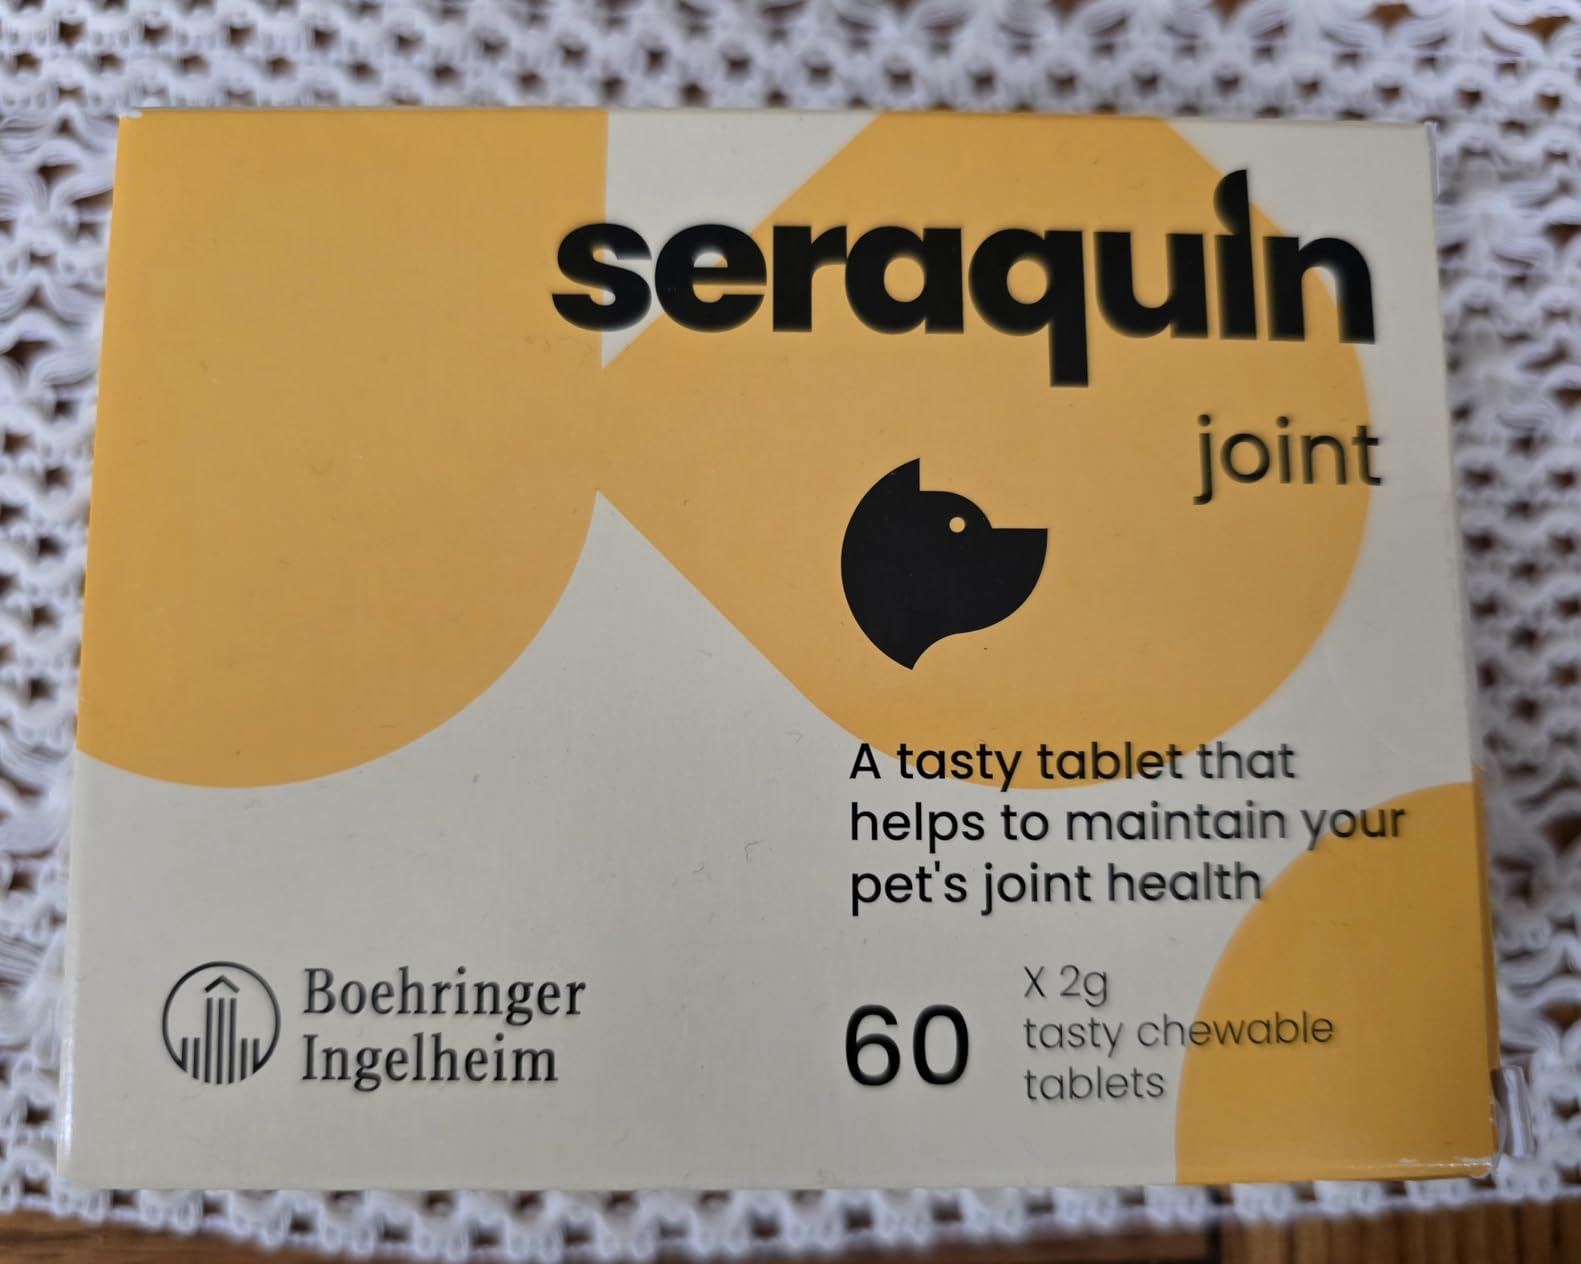 seraquin
joint
A tasty tablet that
helps to maintain your
pet's joint health
Boehringer
Ingelheim
60
X 2g
tasty chewable
tablets